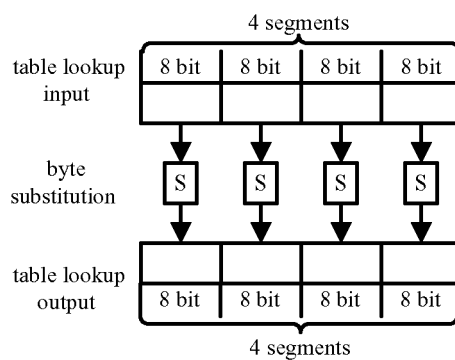 4 segments
table lookup
input
8 bit 8 bit 8 bit 8 bit
byte
substitution
S S S S
table lookup
output
8 bit 8 bit 8 bit 8 bit
4 segments